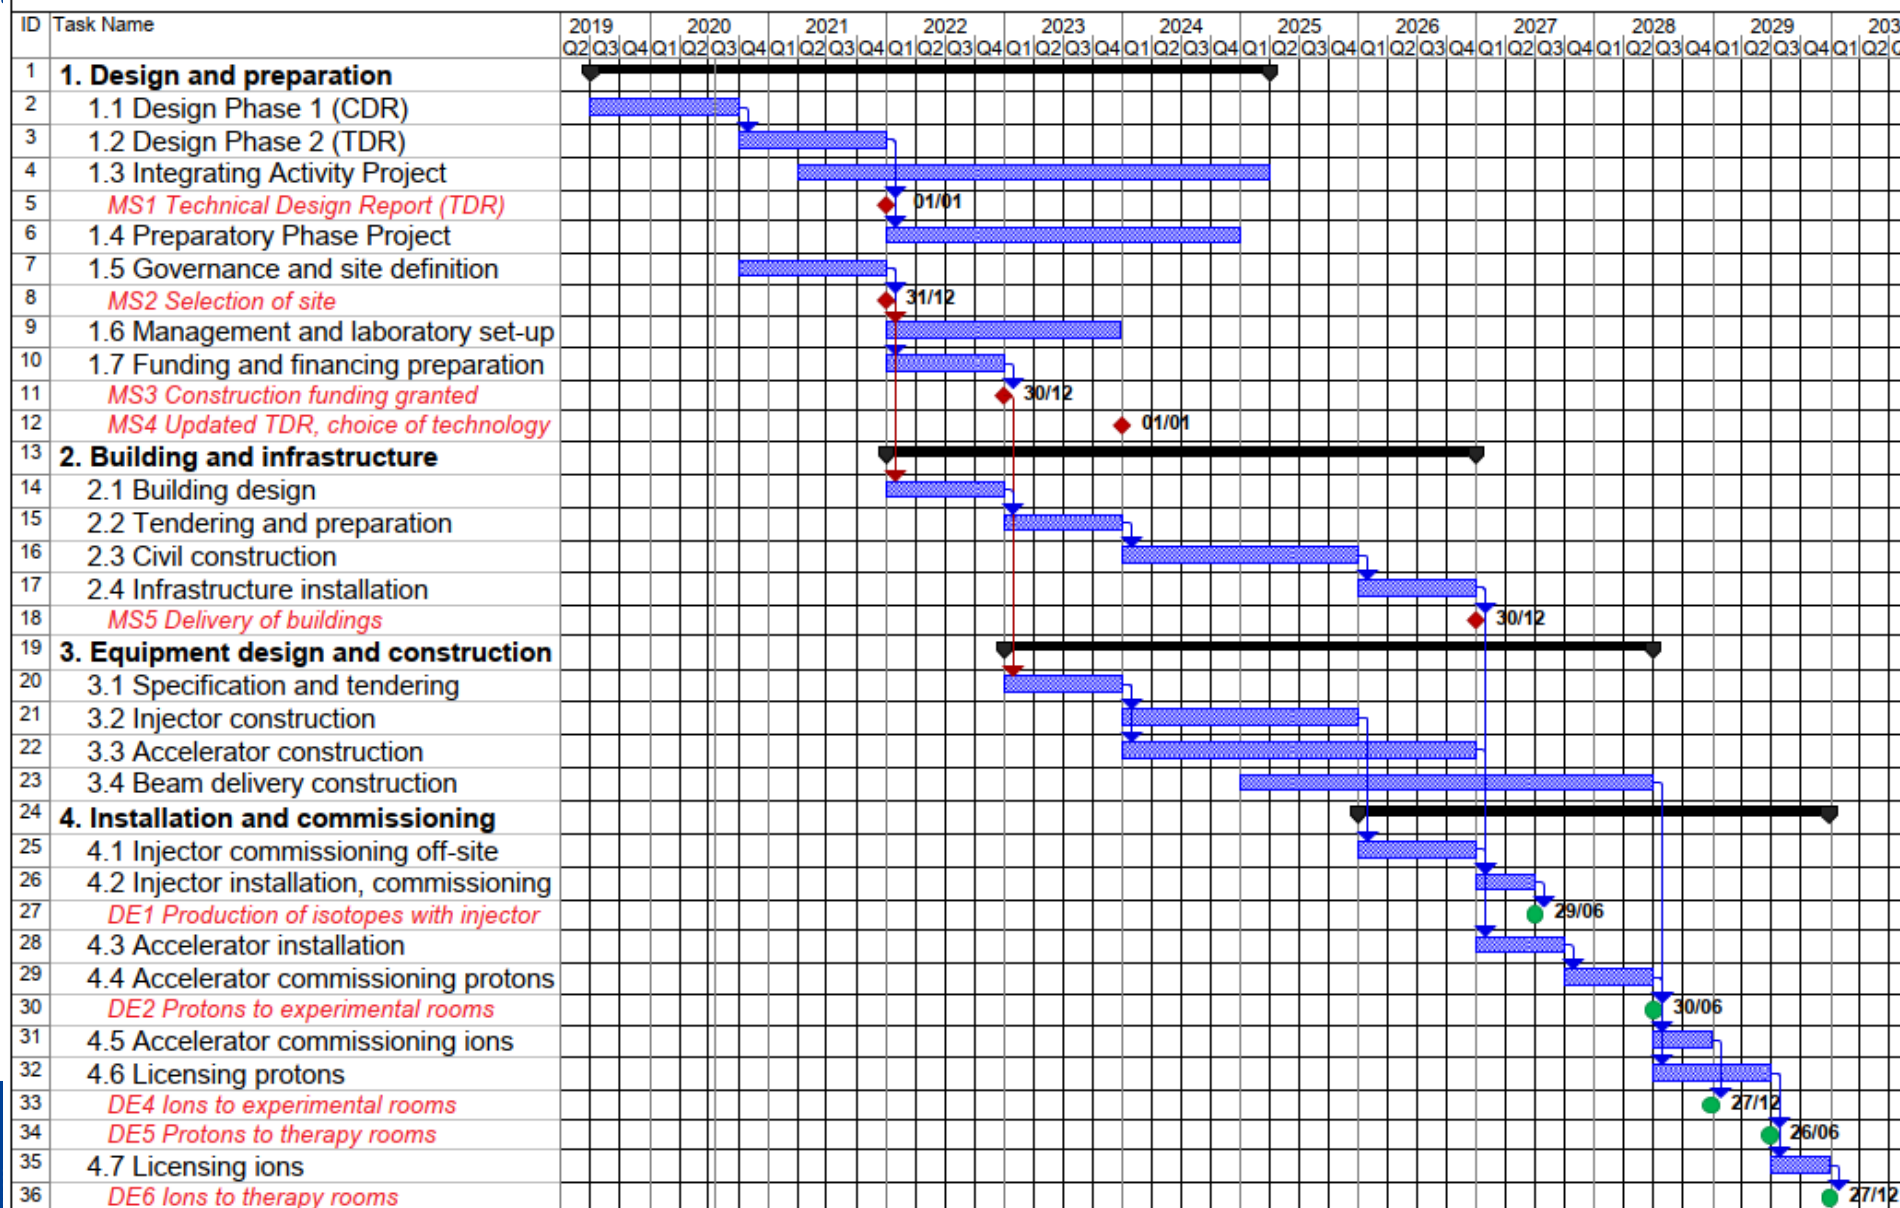 ID Task Name 2019 2020 2021 2022 2023 2024 2025 2026 2027 2028 2029 203
Q2 Q3 Q4 Q1 Q2 Q3 Q4 Q1 Q2 Q3 Q4 Q1 Q2 Q3 Q4 Q1 Q2 Q3 Q4 Q1 Q2 Q3 Q4 Q1 Q2 Q3 Q4 Q1 Q2 Q3 Q4 Q1 Q2 Q3 Q4 Q1 Q2 Q3 Q4 Q1 Q2 Q3 Q4 Q1 Q2
1 1. Design and preparation
2 1.1 Design Phase 1 (CDR)
3 1.2 Design Phase 2 (TDR)
4 1.3 Integrating Activity Project
5 MS1 Technical Design Report (TDR) 01/01
6 1.4 Preparatory Phase Project
7 1.5 Governance and site definition
8 MS2 Selection of site 31/12
9 1.6 Management and laboratory set-up
10 1.7 Funding and financing preparation
11 MS3 Construction funding granted 30/12
12 MS4 Updated TDR, choice of technology 01/01
13 2. Building and infrastructure
14 2.1 Building design
15 2.2 Tendering and preparation
16 2.3 Civil construction
17 2.4 Infrastructure installation
18 MS5 Delivery of buildings 30/12
19 3. Equipment design and construction
20 3.1 Specification and tendering
21 3.2 Injector construction
22 3.3 Accelerator construction
23 3.4 Beam delivery construction
24 4. Installation and commissioning
25 4.1 Injector commissioning off-site
26 4.2 Injector installation, commissioning
27 DE1 Production of isotopes with injector 29/06
28 4.3 Accelerator installation
29 4.4 Accelerator commissioning protons
30 DE2 Protons to experimental rooms 30/06
31 4.5 Accelerator commissioning ions
32 4.6 Licensing protons
33 DE4 Ions to experimental rooms 27/12
34 DE5 Protons to therapy rooms 26/06
35 4.7 Licensing ions
36 DE6 Ions to therapy rooms 27/12